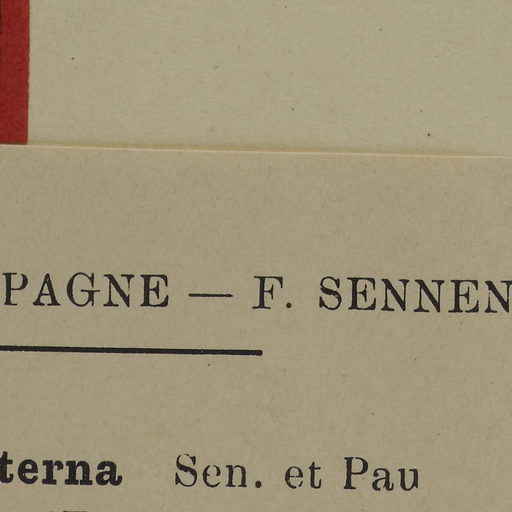 PAGNE — F. SENNEN
terna Sen. et Pau